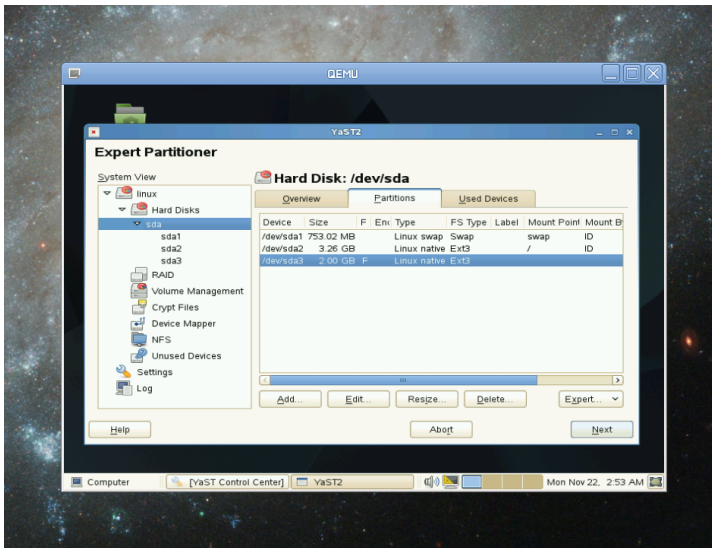 QEMU
YaST2
Expert Partitioner
System View
linux
Hard Disks
sda
sda1
sda2
sda3
RAID
Volume Management
Crypt Files
Device Mapper
NFS
Unused Devices
Settings
Log
Hard Disk: /dev/sda
Overview Partitions Used Devices
Device Size F Enc Type FS Type Label Mount Point Mount B
/dev/sda1 753.02 MB Linux swap Swap swap ID
/dev/sda2 3.26 GB Linux native Ext3 / ID
/dev/sda3 2.00 GB F Linux native Ext3
Add... Edit... Resize... Delete... Expert...
Help Abort Next
Computer [YaST Control Center] YaST2 Mon Nov 22, 2:53 AM